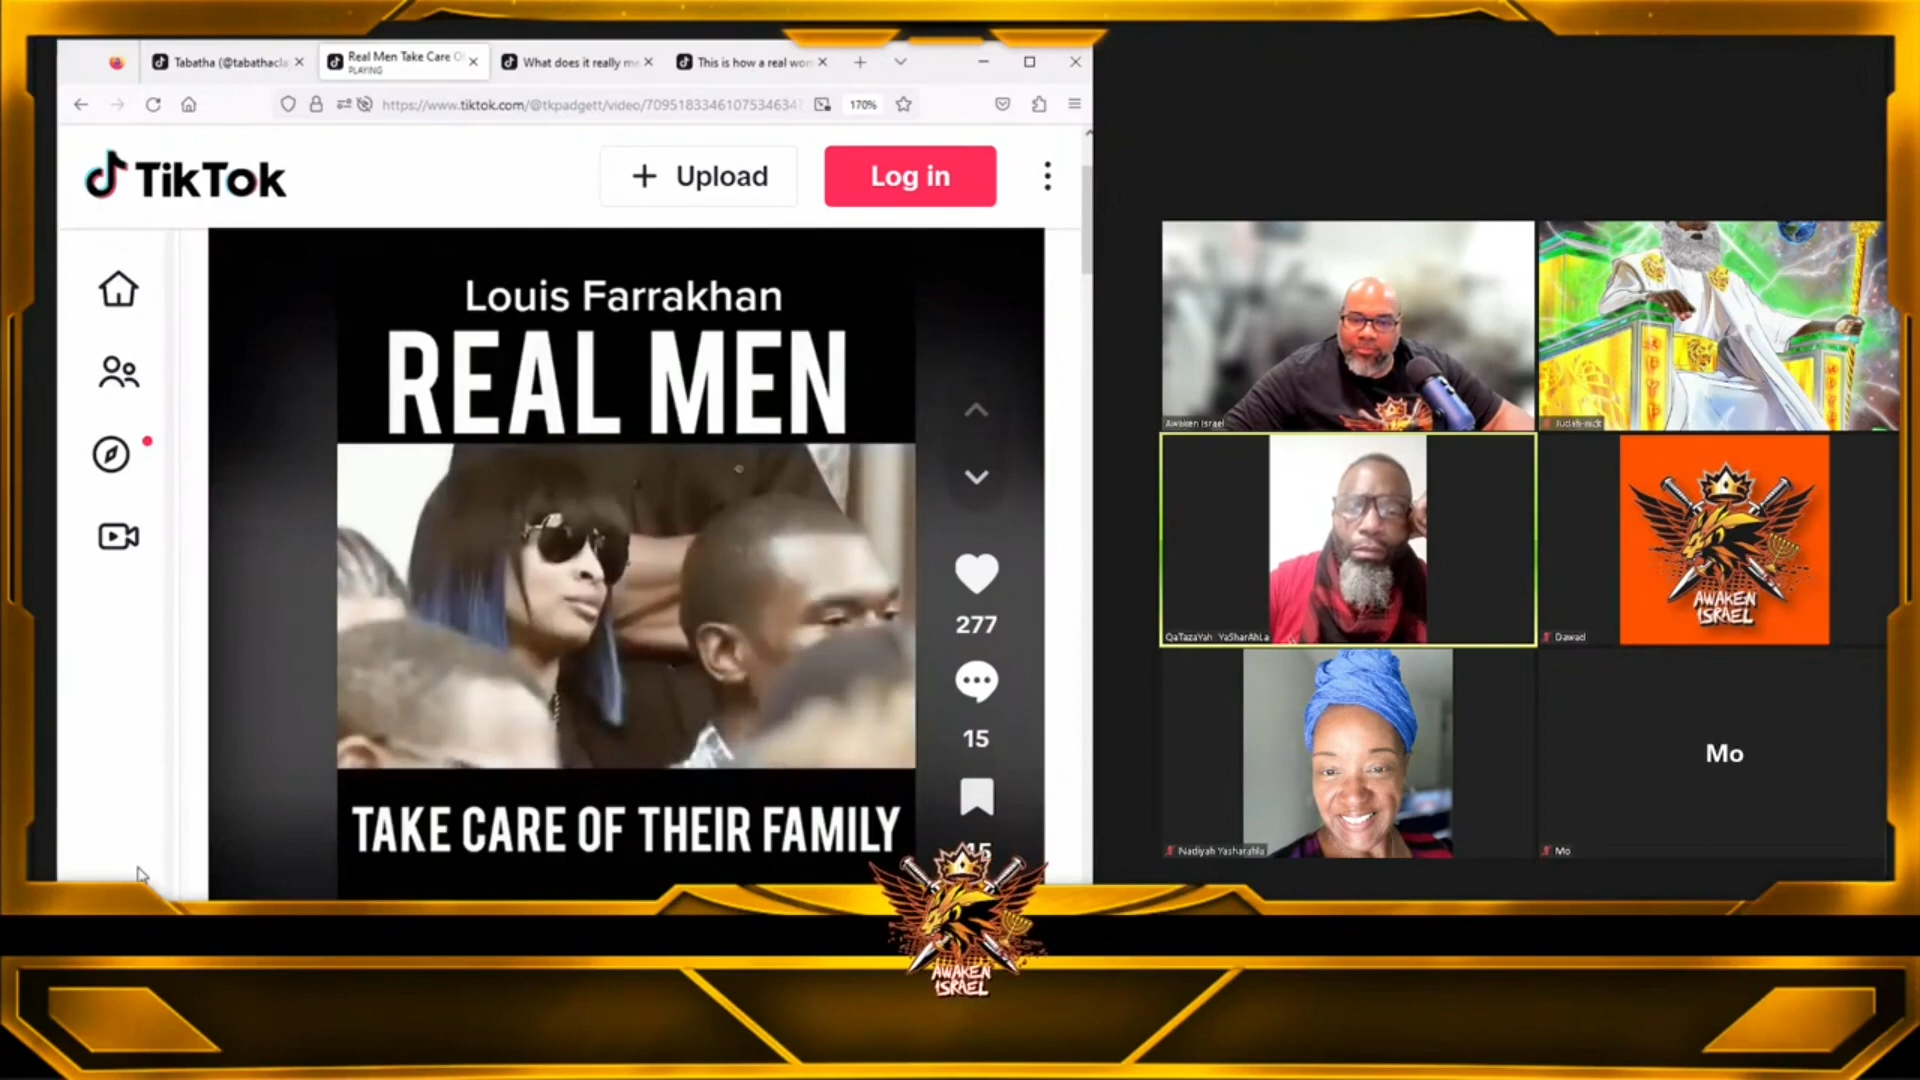 Tabatha (@tabathacla
Real Men Take Care O
PLAYING
What does it really m
This is how a real wo
https://www.tiktok.com/@tkpadgett/video/7095183346107534634
170%
TikTok
Upload
Log in
Louis Farrakhan
REAL MEN
TAKE CARE OF THEIR FAMILY
277
15
Awaken Israel
Judah-nick
QaTazaYah YaSharAhLa
Dawad
AWAKEN
ISRAEL
Nadiyah Yasharahla
Mo
Mo
AWAKEN
ISRAEL